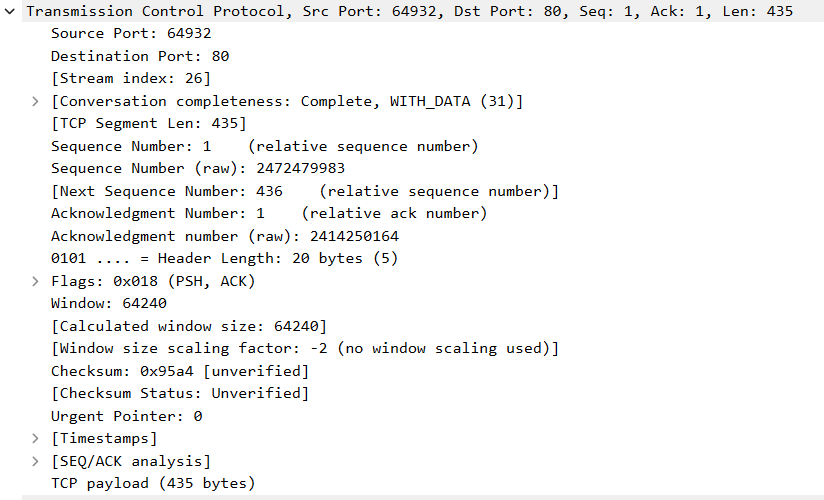 Transmission Control Protocol, Src Port: 64932, Dst Port: 80, Seq: 1, Ack: 1, Len: 435
Source Port: 64932
Destination Port: 80
[Stream index: 26]
[Conversation completeness: Complete, WITH_DATA (31)]
[TCP Segment Len: 435]
Sequence Number: 1    (relative sequence number)
Sequence Number (raw): 2472479983
[Next Sequence Number: 436    (relative sequence number)]
Acknowledgment Number: 1    (relative ack number)
Acknowledgment number (raw): 2414250164
0101 .... = Header Length: 20 bytes (5)
Flags: 0x018 (PSH, ACK)
Window: 64240
[Calculated window size: 64240]
[Window size scaling factor: -2 (no window scaling used)]
Checksum: 0x95a4 [unverified]
[Checksum Status: Unverified]
Urgent Pointer: 0
[Timestamps]
[SEQ/ACK analysis]
TCP payload (435 bytes)